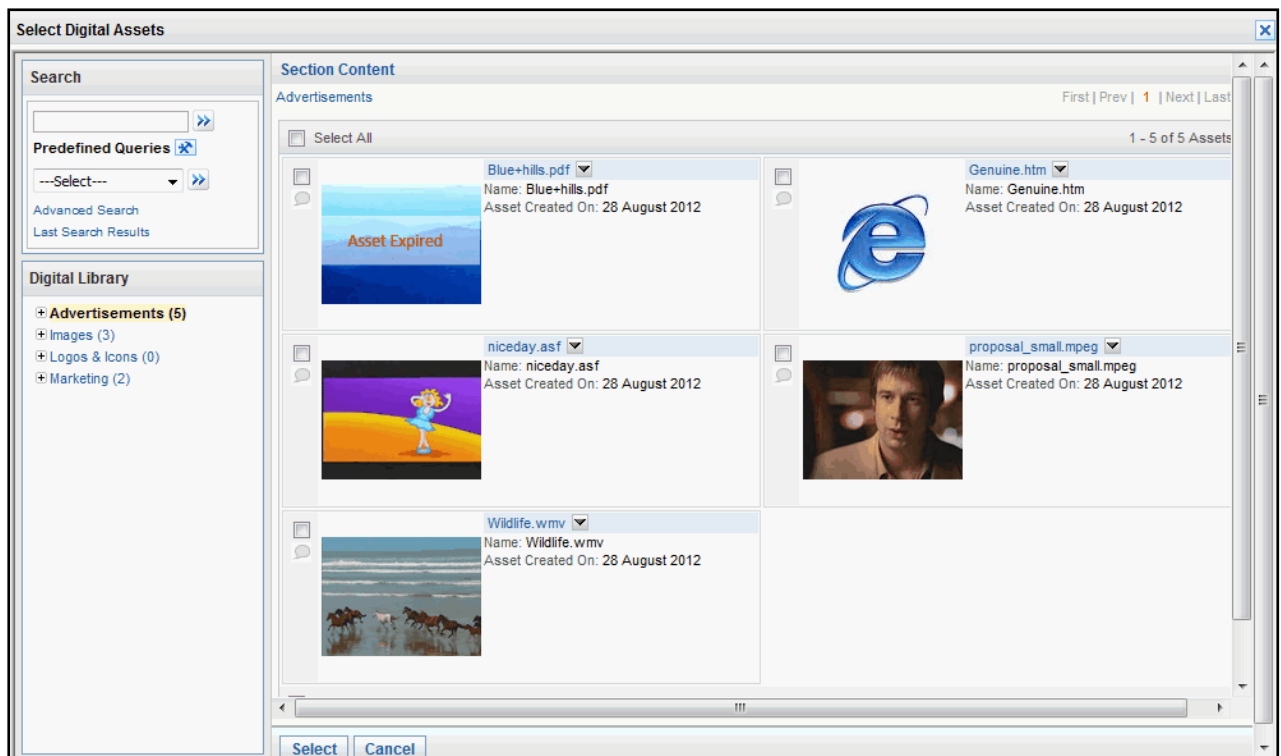 Select Digital Assets
Search
Predefined Queries
---Select---
Advanced Search
Last Search Results
Digital Library
Advertisements (5)
Images (3)
Logos & Icons (0)
Marketing (2)
Section Content
Advertisements
First | Prev | 1 | Next | Last
Select All
1 - 5 of 5 Assets
Blue+hills.pdf
Name: Blue+hills.pdf
Asset Created On: 28 August 2012
Asset Expired
Genuine.htm
Name: Genuine.htm
Asset Created On: 28 August 2012
niceday.asf
Name: niceday.asf
Asset Created On: 28 August 2012
proposal_small.mpeg
Name: proposal_small.mpeg
Asset Created On: 28 August 2012
Wildlife.wmv
Name: Wildlife.wmv
Asset Created On: 28 August 2012
Select
Cancel